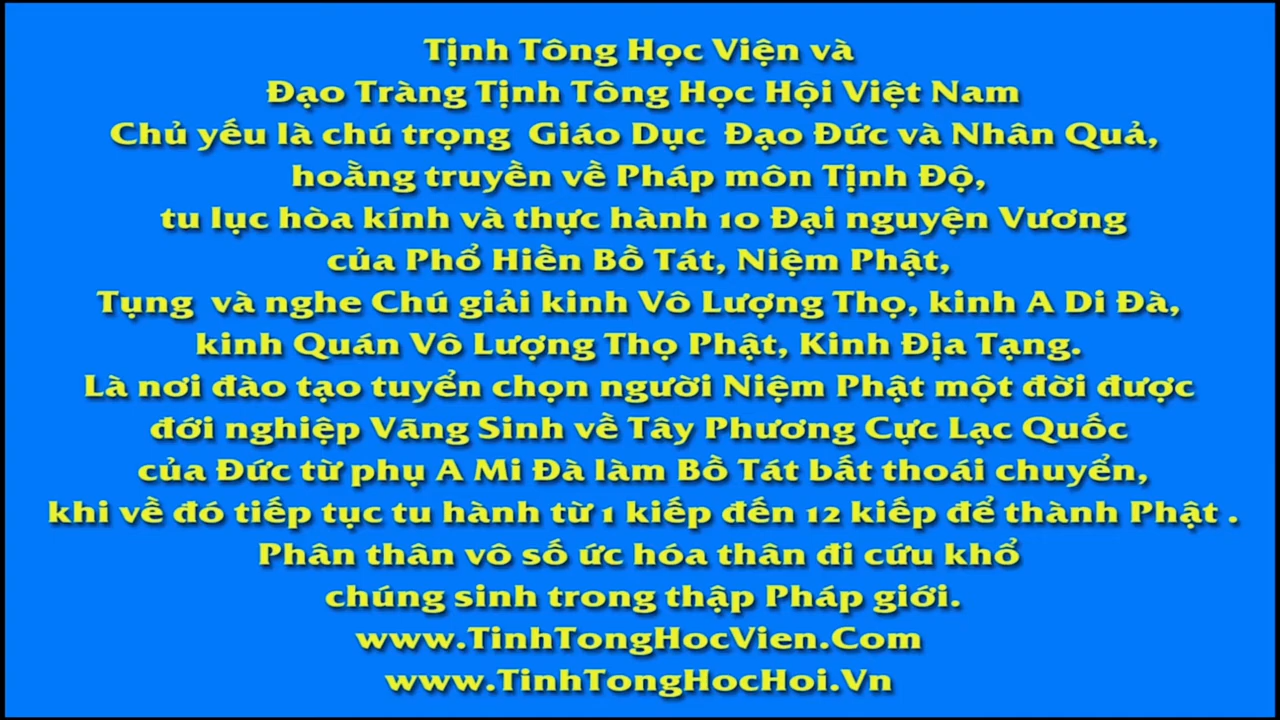 Tịnh Tông Học Viện và
Đạo Tràng Tịnh Tông Học Hội Việt Nam
Chủ yếu là chú trọng Giáo Dục Đạo Đức và Nhân Quả,
hoằng truyền về Pháp môn Tịnh Độ,
tu lục hòa kính và thực hành 10 Đại nguyện Vương
của Phổ Hiền Bồ Tát, Niệm Phật,
Tụng và nghe Chú giải kinh Vô Lượng Thọ, kinh A Di Đà,
kinh Quán Vô Lượng Thọ Phật, Kinh Địa Tạng.
Là nơi đào tạo tuyển chọn người Niệm Phật một đời được
đới nghiệp Vãng Sinh về Tây Phương Cực Lạc Quốc
của Đức từ phụ A Mi Đà làm Bồ Tát bất thoái chuyển,
khi về đó tiếp tục tu hành từ 1 kiếp đến 12 kiếp để thành Phật .
Phân thân vô số ức hóa thân đi cứu khổ
chúng sinh trong thập Pháp giới.
www.TinhTongHocVien.Com
www.TinhTongHocHoi.Vn